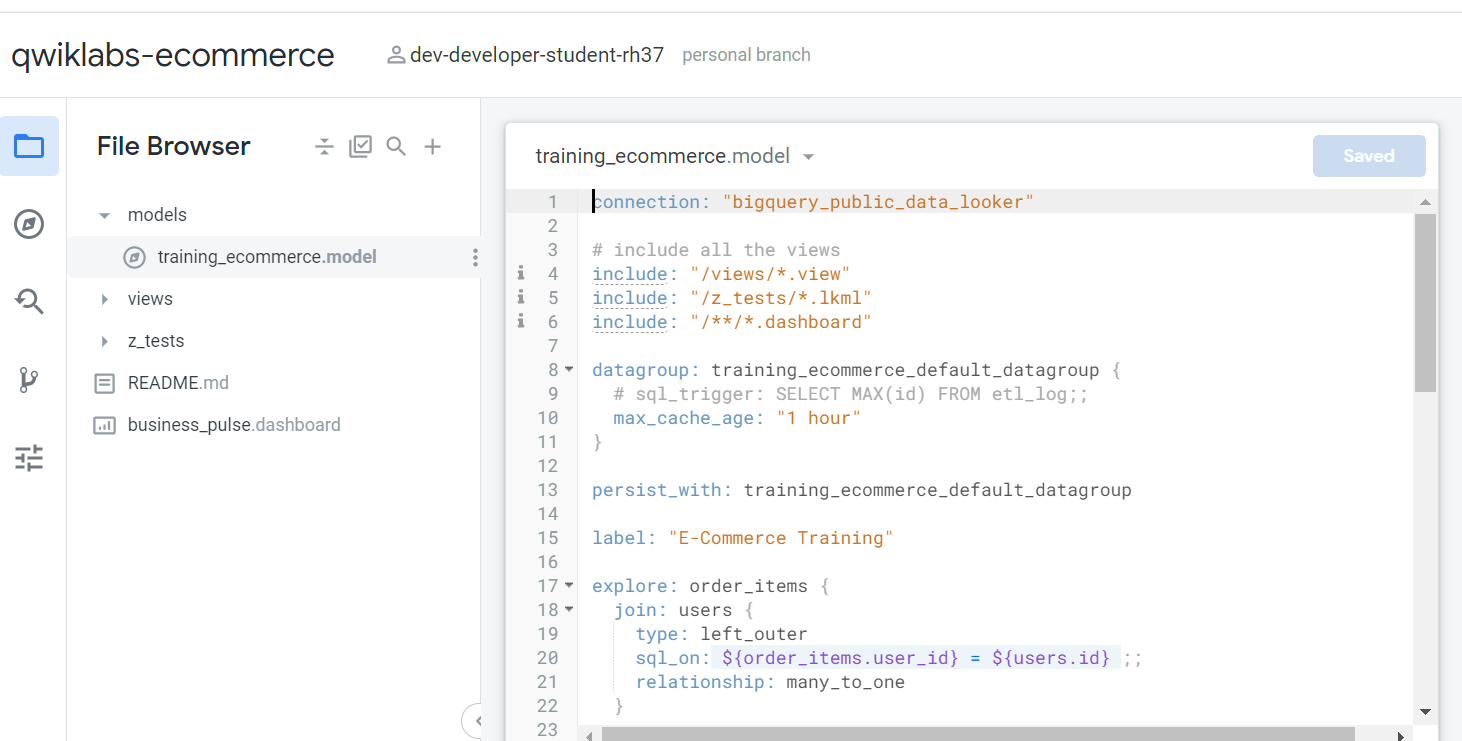 qwiklabs-ecommerce
dev-developer-student-rh37 personal branch
File Browser
models
training_ecommerce.model
views
z_tests
README.md
business_pulse.dashboard
training_ecommerce.model
Saved
1 connection: "bigquery_public_data_looker"
2
3 # include all the views
4 include: "/views/*.view"
5 include: "/z_tests/*.lkml"
6 include: "/**/*.dashboard"
7
8 datagroup: training_ecommerce_default_datagroup {
9 # sql_trigger: SELECT MAX(id) FROM etl_log;;
10 max_cache_age: "1 hour"
11 }
12
13 persist_with: training_ecommerce_default_datagroup
14
15 label: "E-Commerce Training"
16
17 explore: order_items {
18 join: users {
19 type: left_outer
20 sql_on: ${order_items.user_id} = ${users.id} ;;
21 relationship: many_to_one
22 }
23